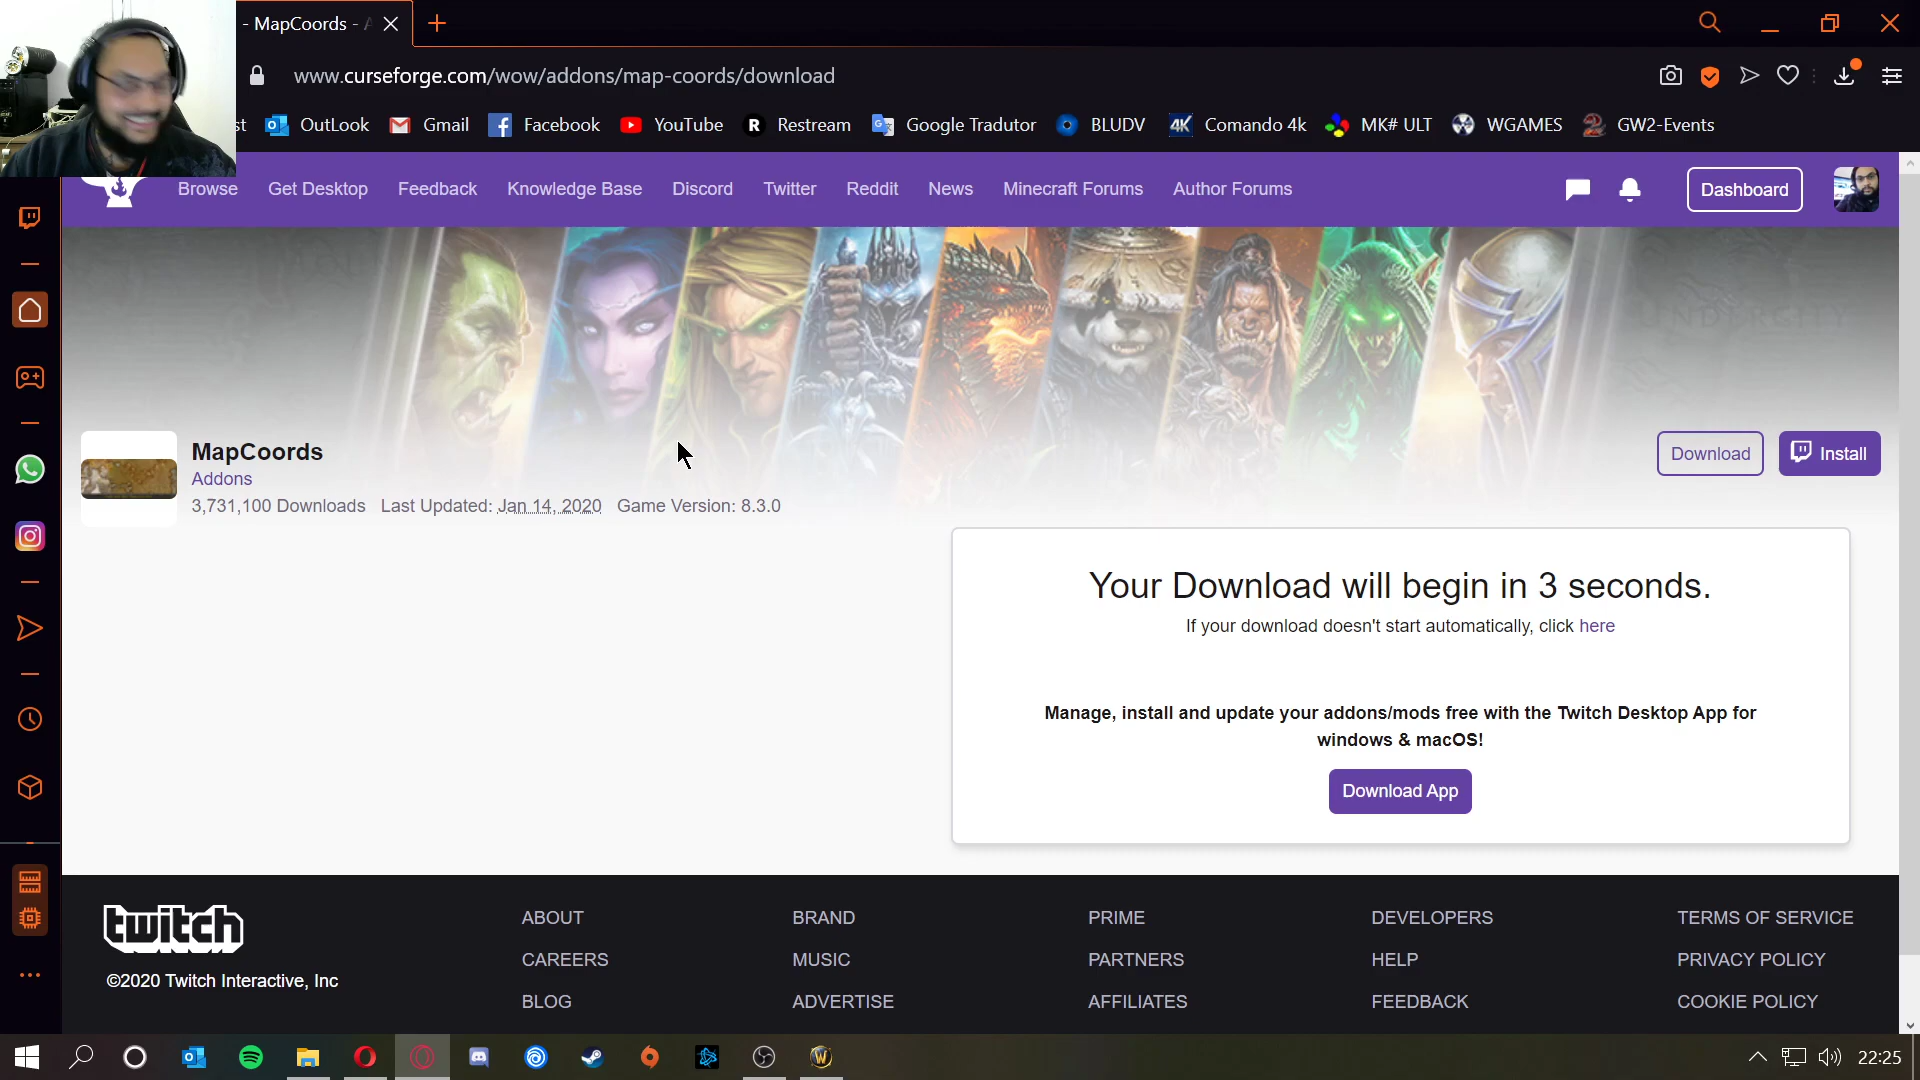 - MapCoords -
www.curseforge.com/wow/addons/map-coords/download
st OutLook Gmail Facebook YouTube Restream Google Tradutor BLUDV Comando 4k MK# ULT WGAMES GW2-Events
Browse Get Desktop Feedback Knowledge Base Discord Twitter Reddit News Minecraft Forums Author Forums Dashboard
MapCoords
Addons
3,731,100 Downloads Last Updated: Jan 14, 2020 Game Version: 8.3.0
Download Install
Your Download will begin in 3 seconds.
If your download doesn't start automatically, click here
Manage, install and update your addons/mods free with the Twitch Desktop App for
windows & macOS!
Download App
twitch
©2020 Twitch Interactive, Inc
ABOUT BRAND PRIME DEVELOPERS TERMS OF SERVICE
CAREERS MUSIC PARTNERS HELP PRIVACY POLICY
BLOG ADVERTISE AFFILIATES FEEDBACK COOKIE POLICY
22:25